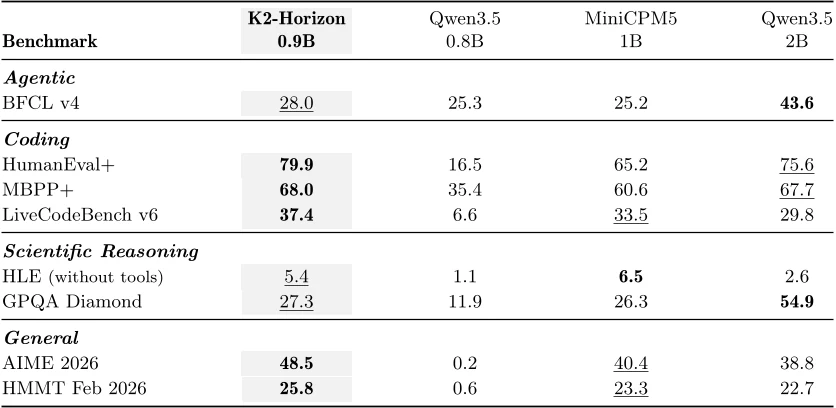 K2-Horizon Qwen3.5 MiniCPM5 Qwen3.5
Benchmark 0.9B 0.8B 1B 2B
Agentic
BFCL v4 28.0 25.3 25.2 43.6
Coding
HumanEval+ 79.9 16.5 65.2 75.6
MBPP+ 68.0 35.4 60.6 67.7
LiveCodeBench v6 37.4 6.6 33.5 29.8
Scientific Reasoning
HLE (without tools) 5.4 1.1 6.5 2.6
GPQA Diamond 27.3 11.9 26.3 54.9
General
AIME 2026 48.5 0.2 40.4 38.8
HMMT Feb 2026 25.8 0.6 23.3 22.7